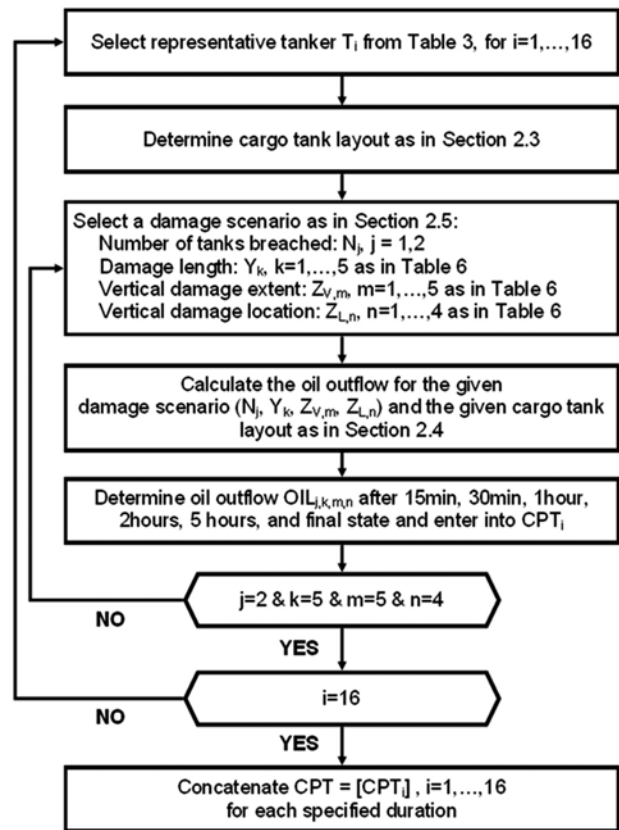 Select representative tanker Tᵢ from Table 3, for i=1,...,16
Determine cargo tank layout as in Section 2.3
Select a damage scenario as in Section 2.5:
Number of tanks breached: Nⱼ, j = 1,2
Damage length: Yₖ, k=1,...,5 as in Table 6
Vertical damage extent: Z_V,m, m=1,...,5 as in Table 6
Vertical damage location: Z_L,n, n=1,...,4 as in Table 6
Calculate the oil outflow for the given
damage scenario (Nⱼ, Yₖ, Z_V,m, Z_L,n) and the given cargo tank
layout as in Section 2.4
Determine oil outflow OIL_j,k,m,n after 15min, 30min, 1hour,
2hours, 5 hours, and final state and enter into CPTᵢ
j=2 & k=5 & m=5 & n=4
NO
YES
i=16
NO
YES
Concatenate CPT = [CPTᵢ] , i=1,...,16
for each specified duration